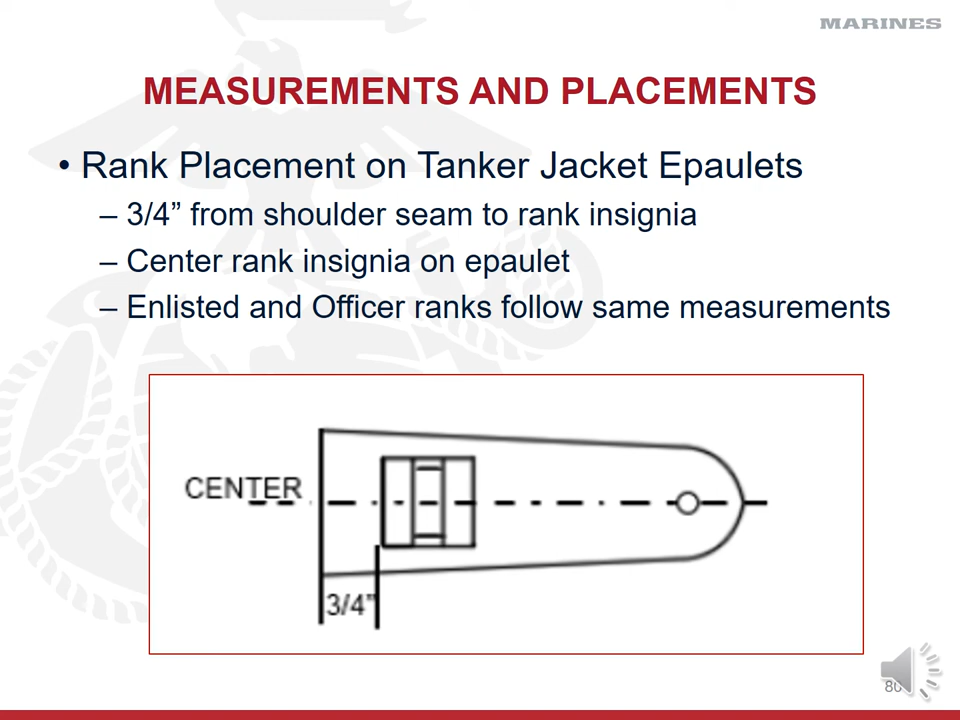 MARINES
MEASUREMENTS AND PLACEMENTS
• Rank Placement on Tanker Jacket Epaulets
– 3/4” from shoulder seam to rank insignia
– Center rank insignia on epaulet
– Enlisted and Officer ranks follow same measurements
CENTER
3/4"
80